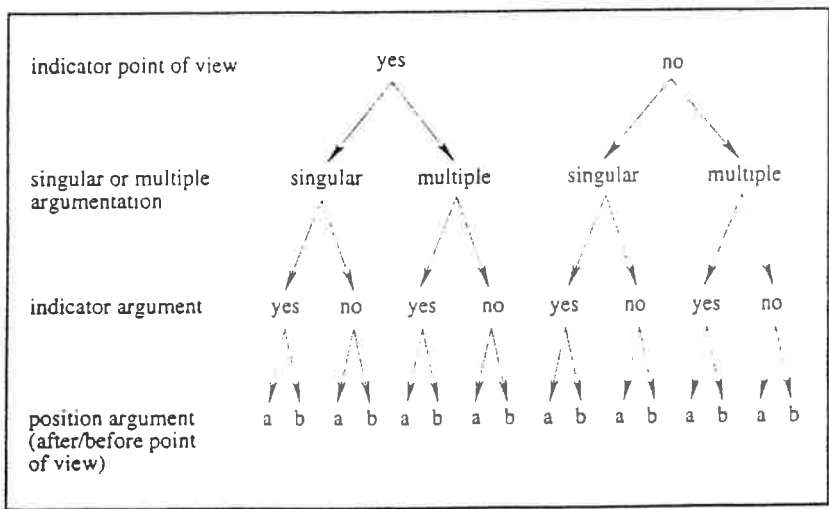 indicator point of view yes no
singular or multiple argumentation singular multiple singular multiple
indicator argument yes no yes no yes no yes no
position argument (after/before point of view) a b a b a b a b a b a b a b a b